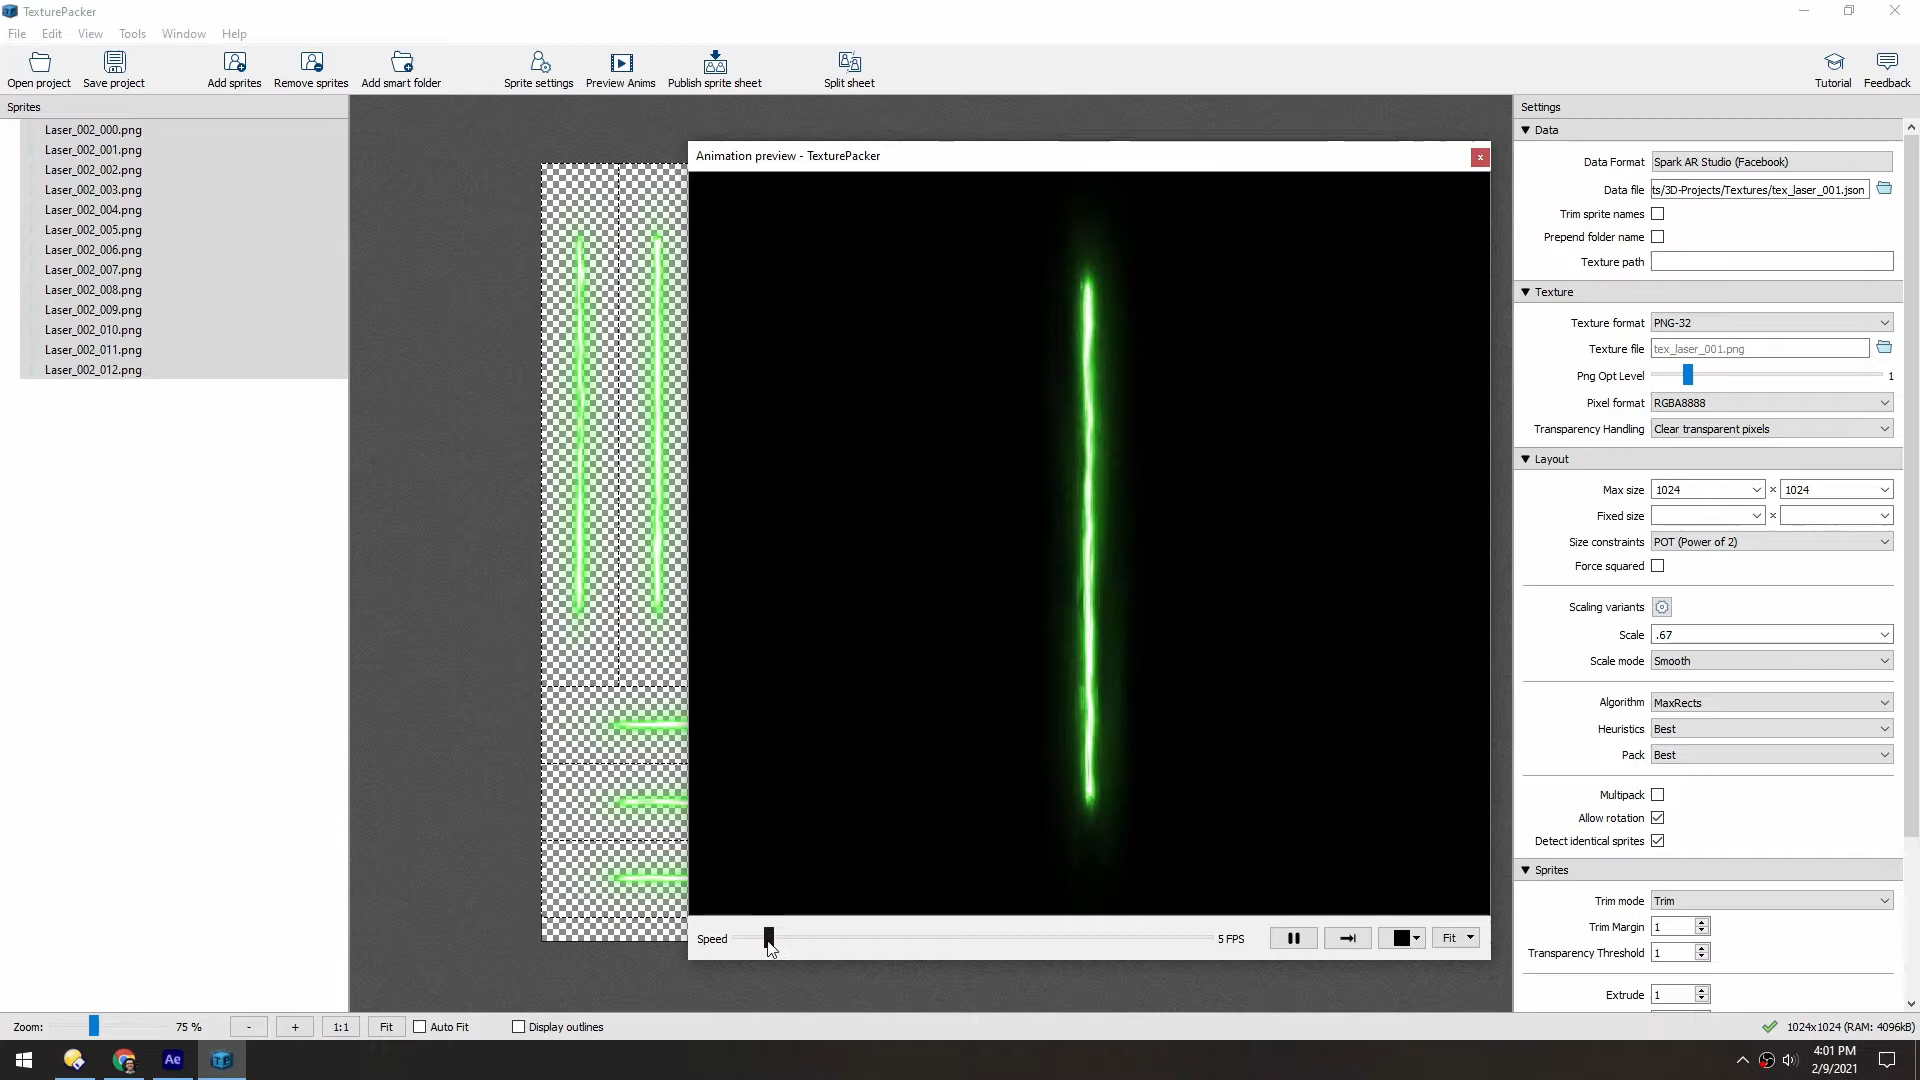 TexturePacker
File Edit View Tools Window Help
Open project Save project Add sprites Remove sprites Add smart folder Sprite settings Preview Anims Publish sprite sheet Split sheet Tutorial Feedback
Sprites
Laser_002_000.png
Laser_002_001.png
Laser_002_002.png
Laser_002_003.png
Laser_002_004.png
Laser_002_005.png
Laser_002_006.png
Laser_002_007.png
Laser_002_008.png
Laser_002_009.png
Laser_002_010.png
Laser_002_011.png
Laser_002_012.png
Animation preview - TexturePacker
x
Speed 5 FPS Fit
Settings
Data
Data Format Spark AR Studio (Facebook)
Data file ts/3D-Projects/Textures/tex_laser_001.json
Trim sprite names
Prepend folder name
Texture path
Texture
Texture format PNG-32
Texture file tex_laser_001.png
Png Opt Level 1
Pixel format RGBA8888
Transparency Handling Clear transparent pixels
Layout
Max size 1024 × 1024
Fixed size ×
Size constraints POT (Power of 2)
Force squared
Scaling variants
Scale .67
Scale mode Smooth
Algorithm MaxRects
Heuristics Best
Pack Best
Multipack
Allow rotation
Detect identical sprites
Sprites
Trim mode Trim
Trim Margin 1
Transparency Threshold 1
Extrude 1
Zoom: 75 % - + 1:1 Fit Auto Fit Display outlines 1024x1024 (RAM: 4096kB)
Ae
4:01 PM
2/9/2021